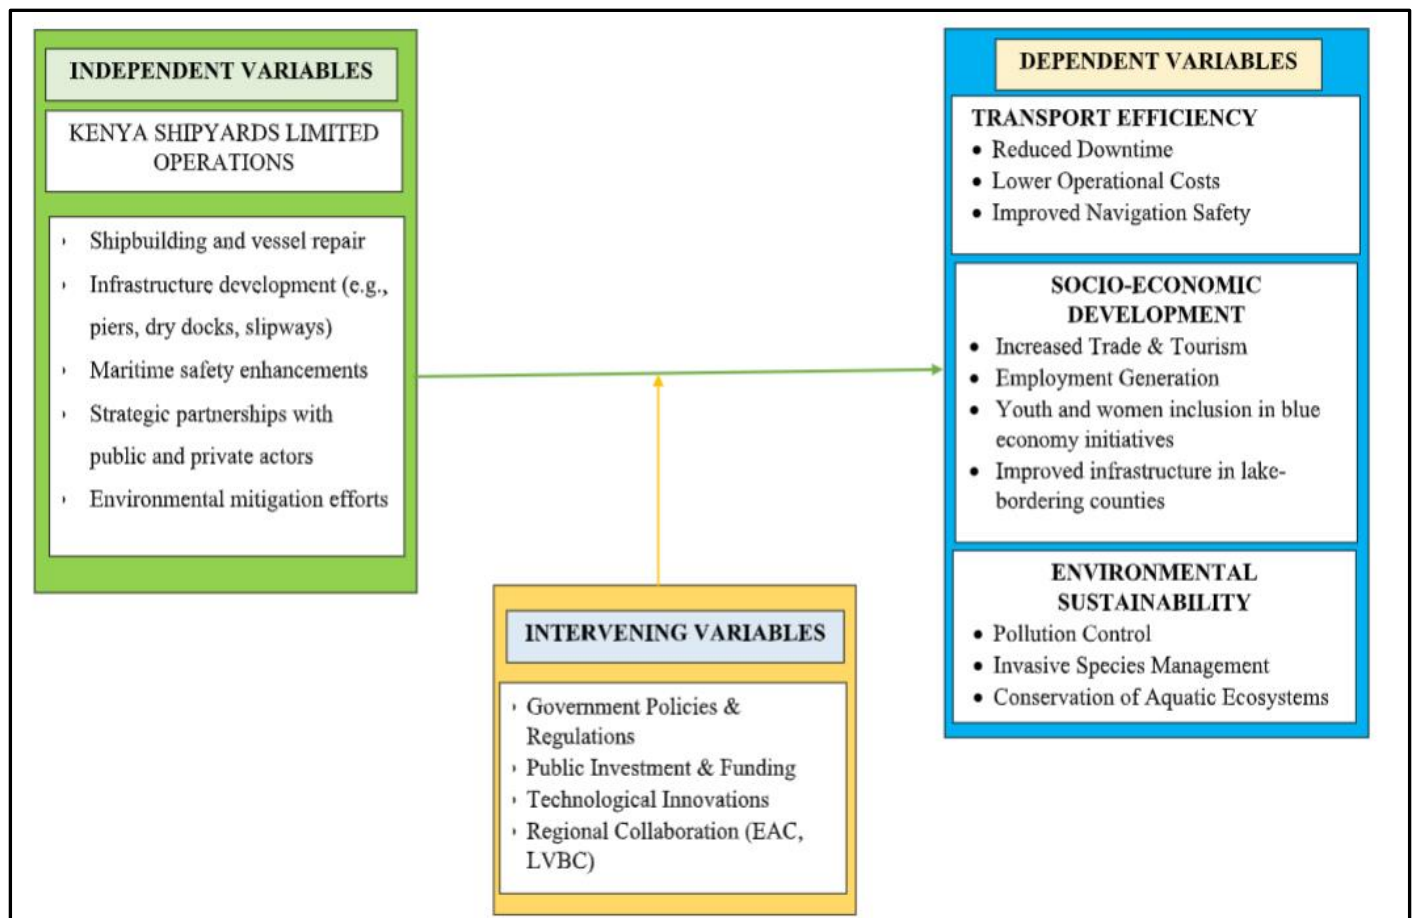 INDEPENDENT VARIABLES
KENYA SHIPYARDS LIMITED
OPERATIONS
Shipbuilding and vessel repair
Infrastructure development (e.g.,
piers, dry docks, slipways)
Maritime safety enhancements
Strategic partnerships with
public and private actors
Environmental mitigation efforts
INTERVENING VARIABLES
Government Policies &
Regulations
Public Investment & Funding
Technological Innovations
Regional Collaboration (EAC,
LVBC)
DEPENDENT VARIABLES
TRANSPORT EFFICIENCY
• Reduced Downtime
• Lower Operational Costs
• Improved Navigation Safety
SOCIO-ECONOMIC
DEVELOPMENT
• Increased Trade & Tourism
• Employment Generation
• Youth and women inclusion in blue
economy initiatives
• Improved infrastructure in lake-
bordering counties
ENVIRONMENTAL
SUSTAINABILITY
• Pollution Control
• Invasive Species Management
• Conservation of Aquatic Ecosystems